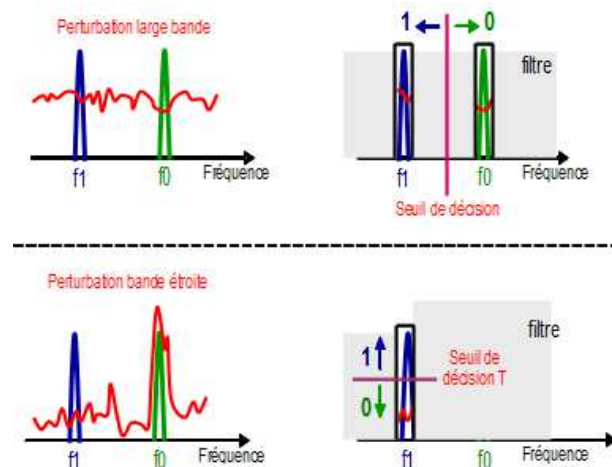 Perturbation large bande
f1
f0
Fréquence
1
0
filtre
f1
f0
Fréquence
Seuil de décision
Perturbation bande étroite
f1
f0
Fréquence
1
0
Seuil de
décision T
filtre
f1
f0
Fréquence